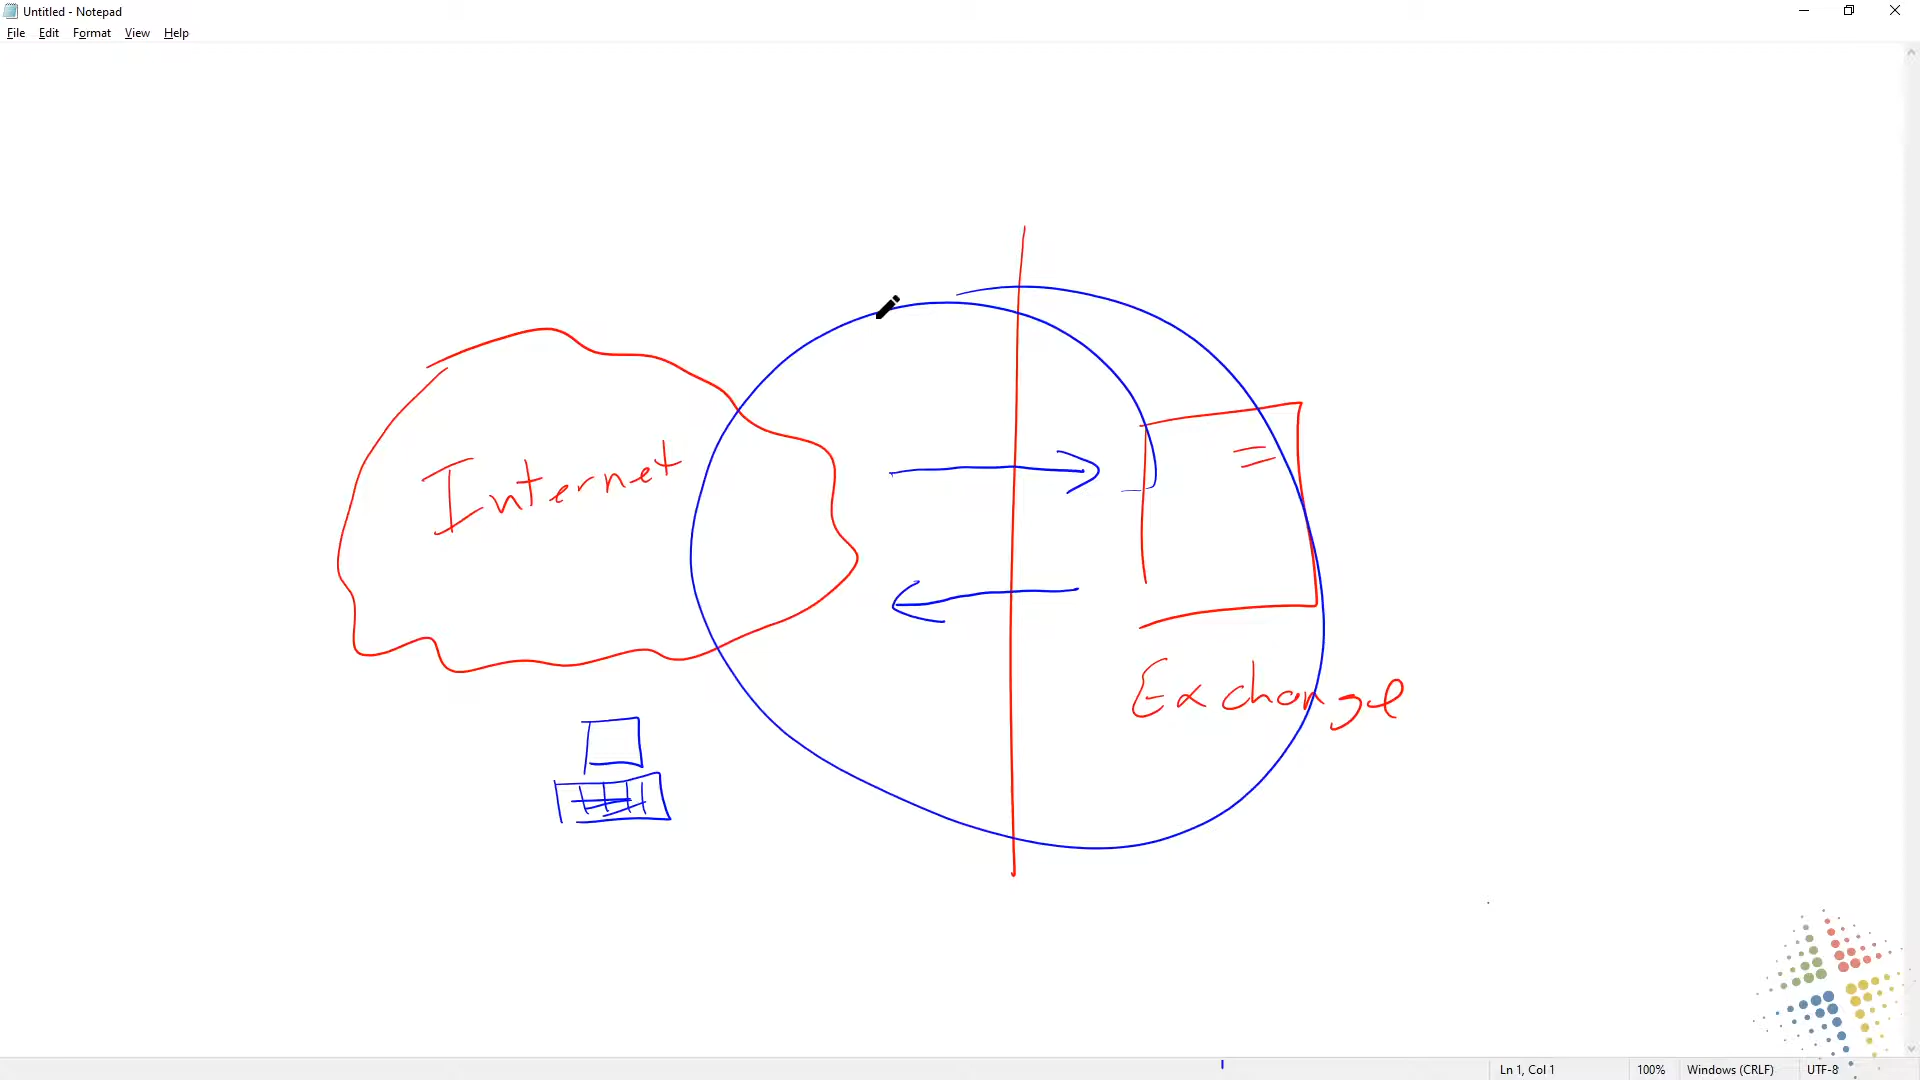 Untitled - Notepad
File Edit Format View Help
Internet
Exchange
Ln 1, Col 1 100% Windows (CRLF) UTF-8